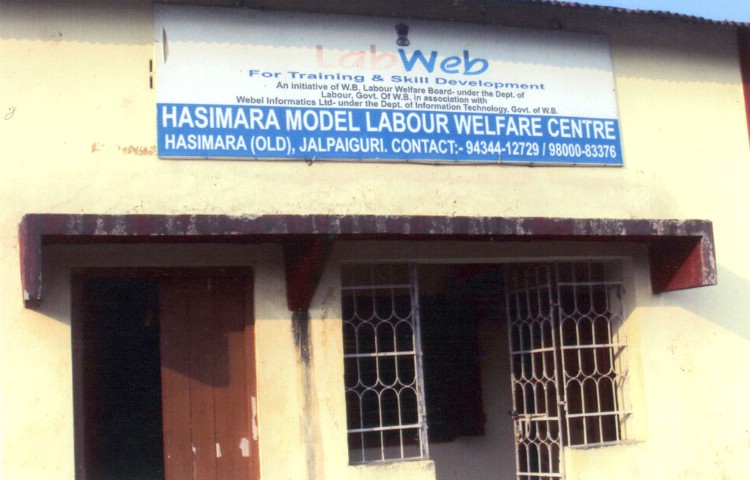 LabWeb
For Training & Skill Development
An initiative of W.B. Labour Welfare Board- under the Dept. of
Labour, Govt. Of W.B. in association with
Webel Informatics Ltd- under the Dept. of Information Technology, Govt. of W.B.
HASIMARA MODEL LABOUR WELFARE CENTRE
HASIMARA (OLD), JALPAIGURI. CONTACT:- 94344-12729 / 98000-83376